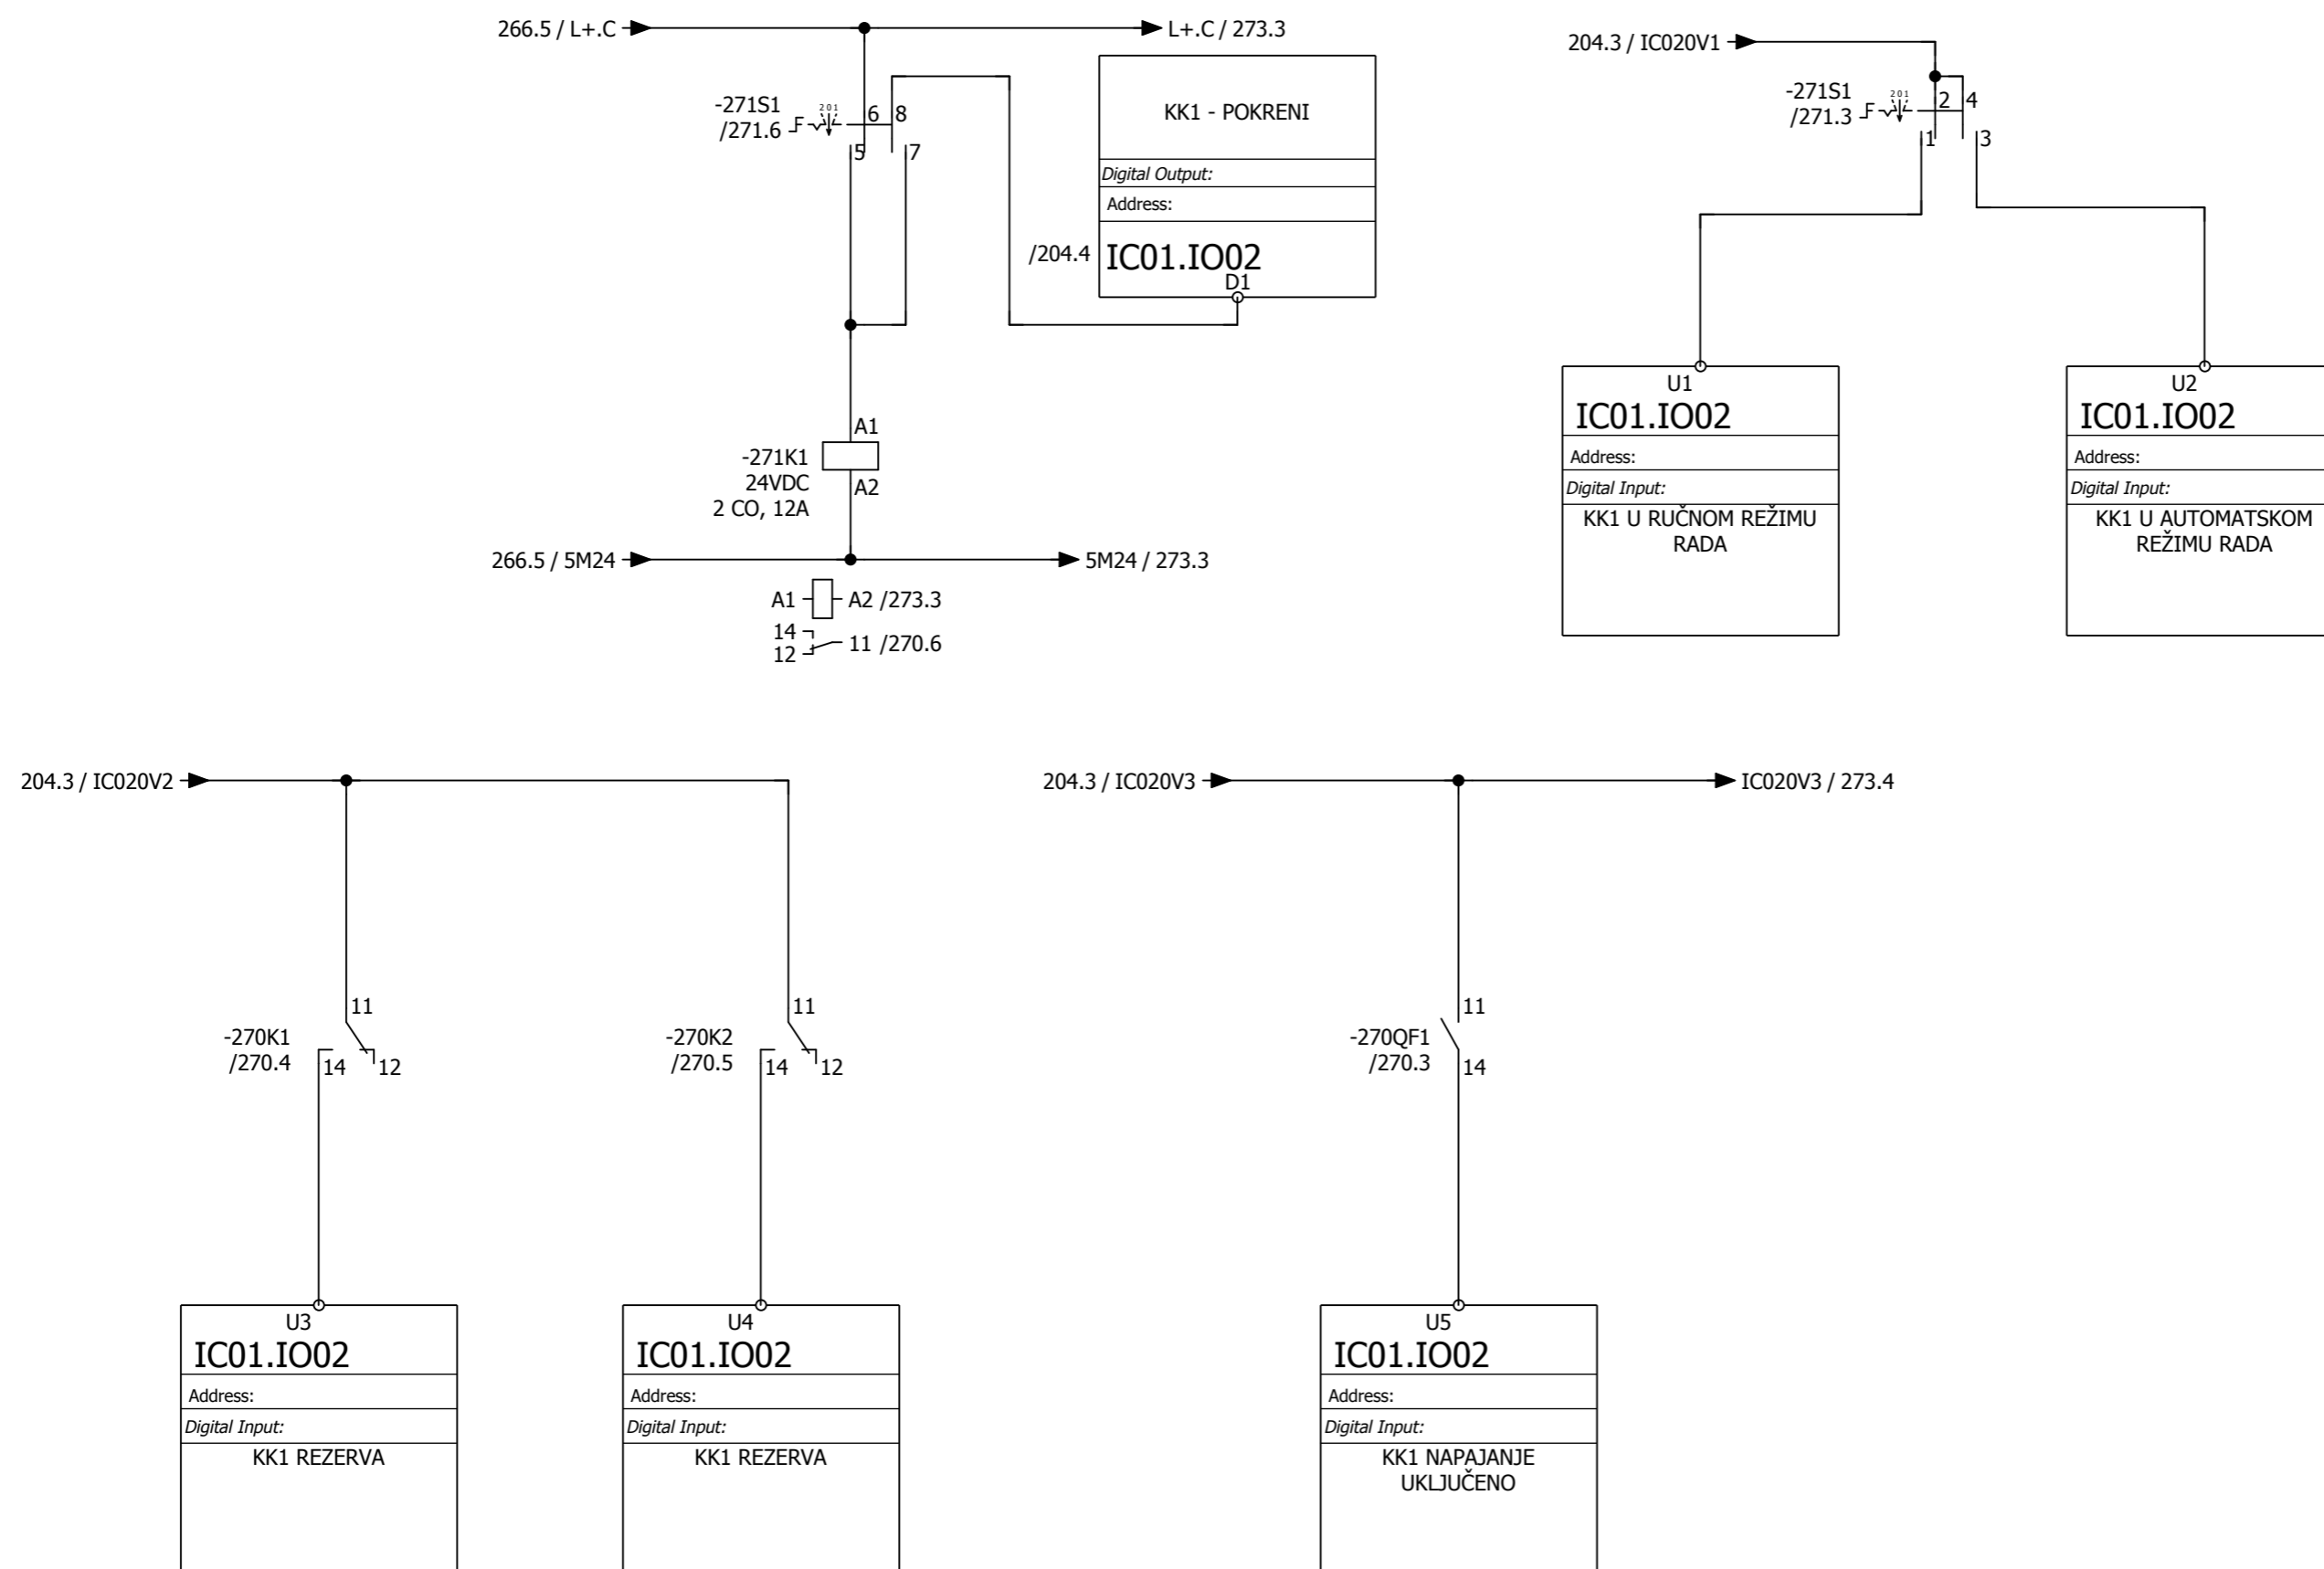 266.5 / L+.C
L+.C / 273.3
-271S1
/271.6
2 0 1
6
8
5
7
KK1 - POKRENI
Digital Output:
Address:
/204.4
IC01.IO02
D1
A1
-271K1
24VDC
2 CO, 12A
A2
266.5 / 5M24
5M24 / 273.3
A1
A2 /273.3
14
12
11 /270.6
204.3 / IC020V1
-271S1
/271.3
2 0 1
2
4
1
3
U1
IC01.IO02
Address:
Digital Input:
KK1 U RUČNOM REŽIMU
RADA
U2
IC01.IO02
Address:
Digital Input:
KK1 U AUTOMATSKOM
REŽIMU RADA
204.3 / IC020V2
11
-270K1
/270.4
14
12
11
-270K2
/270.5
14
12
U3
IC01.IO02
Address:
Digital Input:
KK1 REZERVA
U4
IC01.IO02
Address:
Digital Input:
KK1 REZERVA
204.3 / IC020V3
IC020V3 / 273.4
11
-270QF1
/270.3
14
U5
IC01.IO02
Address:
Digital Input:
KK1 NAPAJANJE
UKLJUČENO